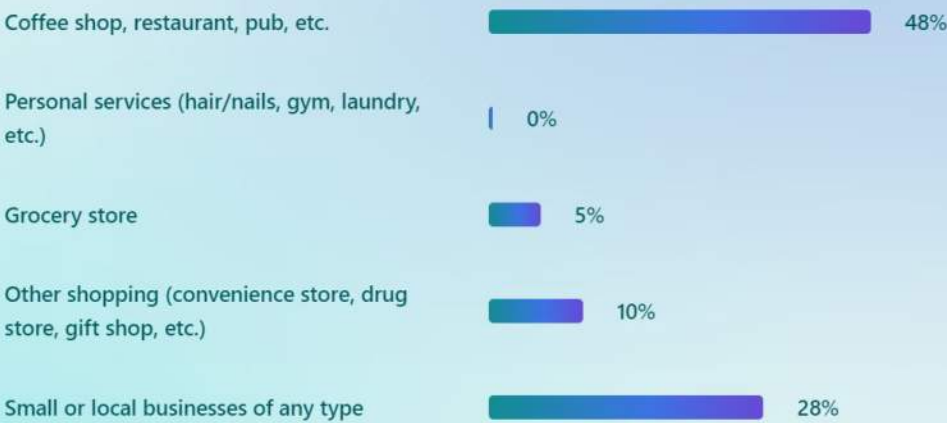 Coffee shop, restaurant, pub, etc. 48%
Personal services (hair/nails, gym, laundry,
etc.) 0%
Grocery store 5%
Other shopping (convenience store, drug
store, gift shop, etc.) 10%
Small or local businesses of any type 28%